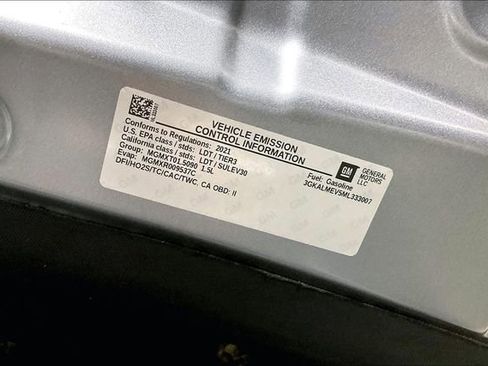 VEHICLE EMISSION
CONTROL INFORMATION
Conforms to Regulations: 2021
U.S. EPA class / stds: LDT / TIER3
California class / stds: LDT / SULEV30
Group: MGMXT01.5090 1.5L
Evap: MGMXR009537C
DFI/HO2S/TC/CAC/TWC, CA OBD: II
Fuel: Gasoline
3GKALMEV5ML333007
GM
GENERAL
MOTORS
LLC